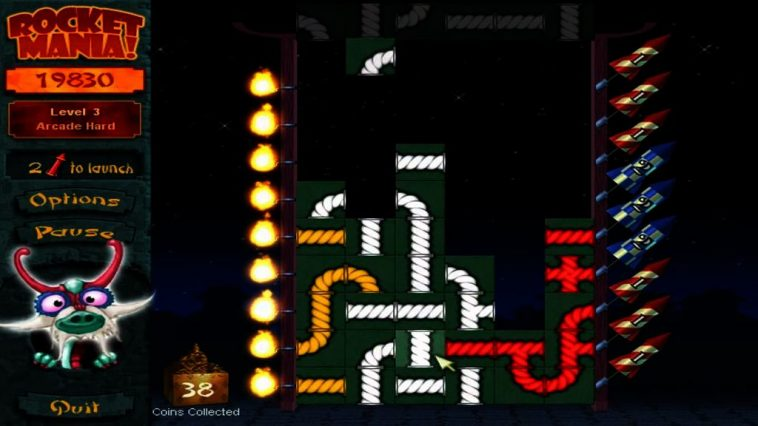 ROCKET
MANIA!
19830
Level 3
Arcade Hard
2 to launch
Options
Pause
38
Coins Collected
Quit